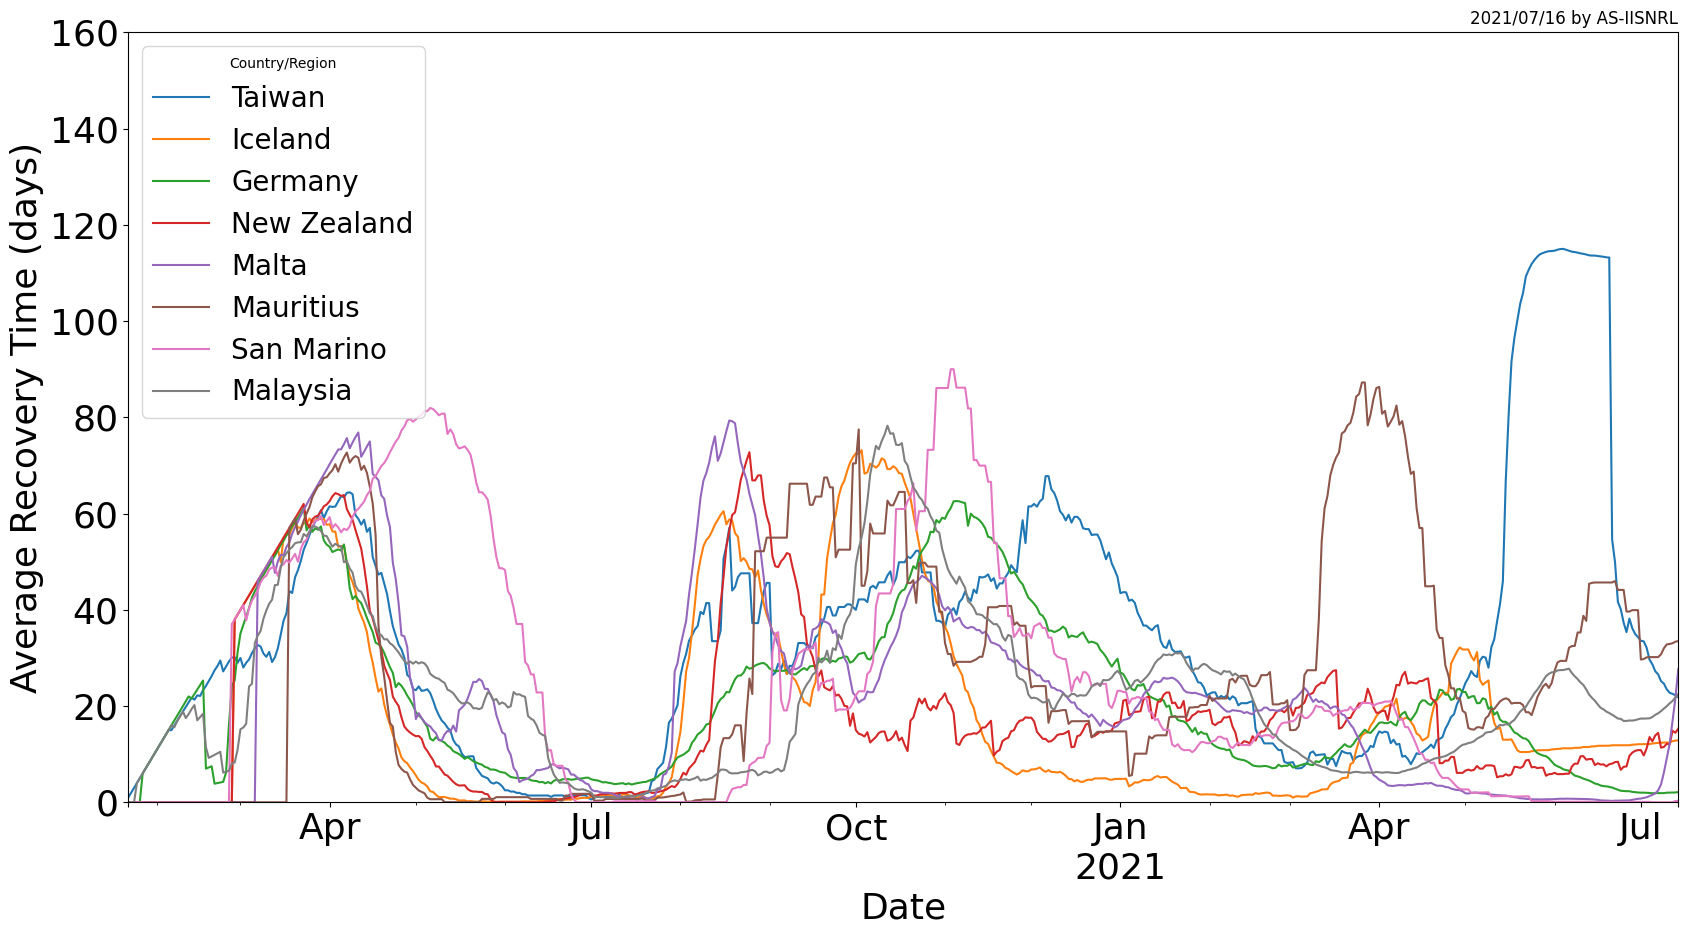 2021/07/16 by AS-IISNRL
160
140
120
100
80
60
40
20
0
Average Recovery Time (days)
Country/Region
Taiwan
Iceland
Germany
New Zealand
Malta
Mauritius
San Marino
Malaysia
Apr
Jul
Oct
Jan
2021
Apr
Jul
Date